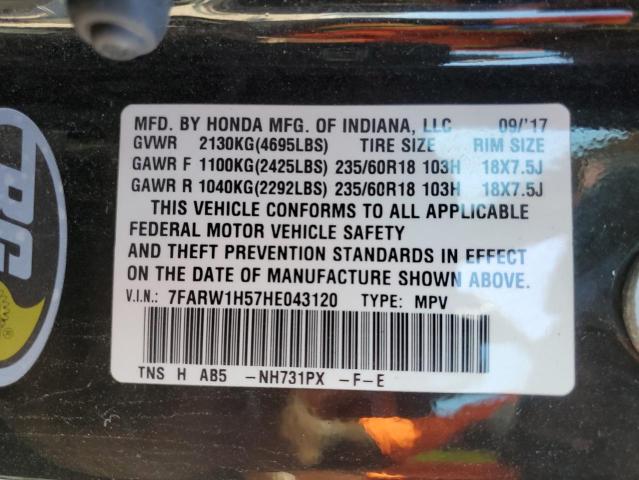 MFD. BY HONDA MFG. OF INDIANA, LLC 09/'17
GVWR 2130KG(4695LBS) TIRE SIZE RIM SIZE
GAWR F 1100KG(2425LBS) 235/60R18 103H 18X7.5J
GAWR R 1040KG(2292LBS) 235/60R18 103H 18X7.5J
THIS VEHICLE CONFORMS TO ALL APPLICABLE
FEDERAL MOTOR VEHICLE SAFETY
AND THEFT PREVENTION STANDARDS IN EFFECT
ON THE DATE OF MANUFACTURE SHOWN ABOVE.
V.I.N.: 7FARW1H57HE043120 TYPE: MPV
TNS H AB5 -NH731PX -F-E